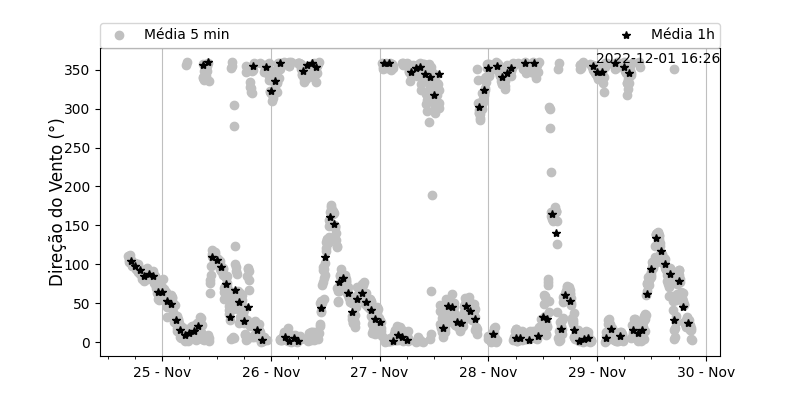 Média 5 min
Média 1h
2022-12-01 16:26
Direção do Vento (°)
350
300
250
200
150
100
50
0
25 - Nov
26 - Nov
27 - Nov
28 - Nov
29 - Nov
30 - Nov